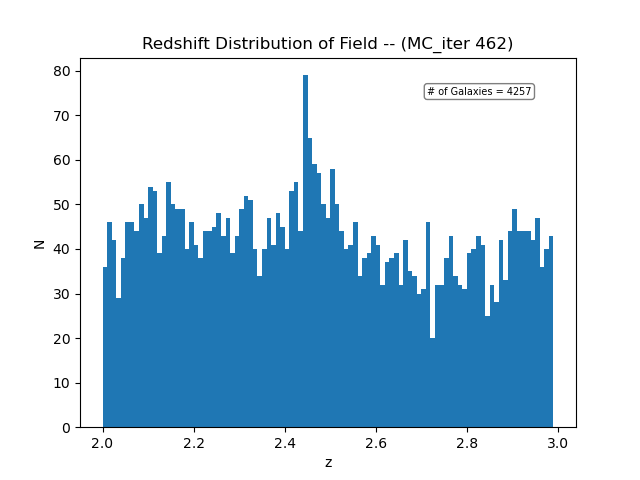 Redshift Distribution of Field -- (MC_iter 462)
# of Galaxies = 4257
80
70
60
50
40
30
20
10
0
N
2.0 2.2 2.4 2.6 2.8 3.0
z